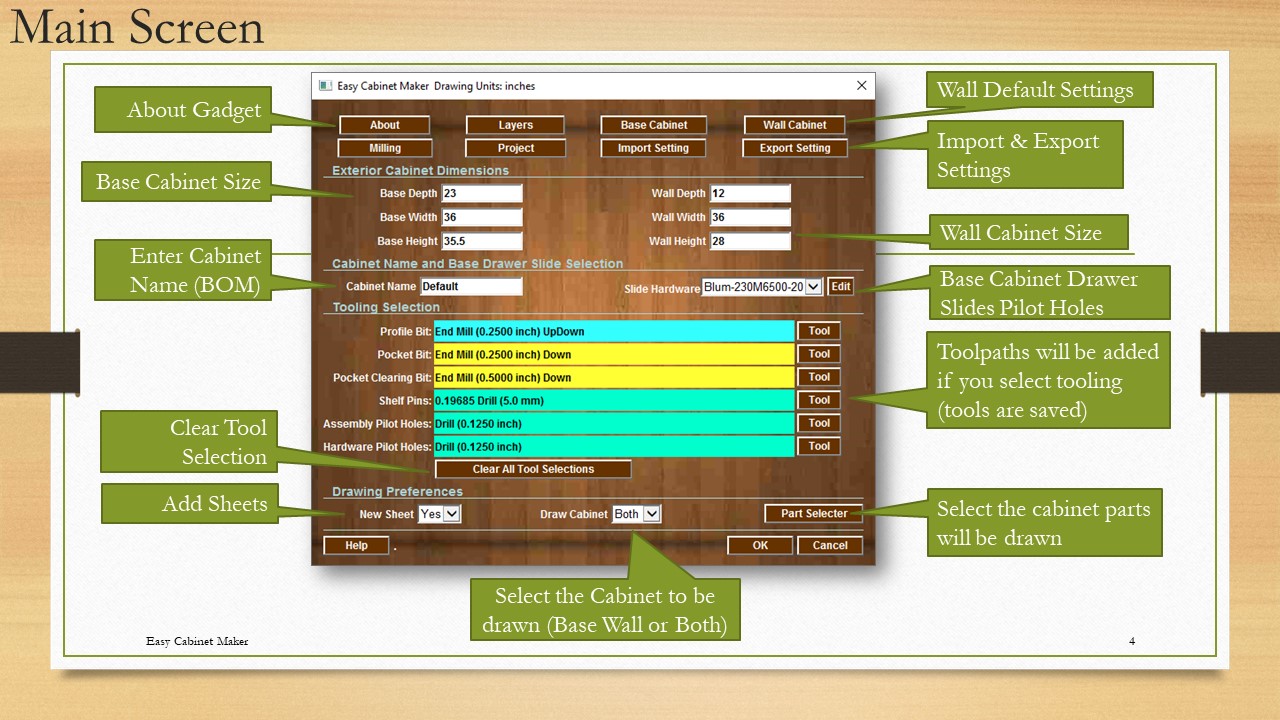 Main Screen
About Gadget
Base Cabinet Size
Enter Cabinet
Name (BOM)
Clear Tool
Selection
Add Sheets
Easy Cabinet Maker Drawing Units: inches
About
Layers
Base Cabinet
Wall Cabinet
Milling
Project
Import Setting
Export Setting
Exterior Cabinet Dimensions
Base Depth 23
Wall Depth 12
Base Width 36
Wall Width 36
Base Height 35.5
Wall Height 28
Cabinet Name and Base Drawer Slide Selection
Cabinet Name Default
Slide Hardware Blum-230M6500-20 Edit
Tooling Selection
Profile Bit: End Mill (0.2500 inch) UpDown Tool
Pocket Bit: End Mill (0.2500 inch) Down Tool
Pocket Clearing Bit: End Mill (0.5000 inch) Down Tool
Shelf Pins: 0.19685 Drill (5.0 mm) Tool
Assembly Pilot Holes: Drill (0.1250 inch) Tool
Hardware Pilot Holes: Drill (0.1250 inch) Tool
Clear All Tool Selections
Drawing Preferences
New Sheet Yes
Draw Cabinet Both
Part Selecter
Help .
OK
Cancel
Wall Default Settings
Import & Export
Settings
Wall Cabinet Size
Base Cabinet Drawer
Slides Pilot Holes
Toolpaths will be added
if you select tooling
(tools are saved)
Select the cabinet parts
will be drawn
Select the Cabinet to be
drawn (Base Wall or Both)
Easy Cabinet Maker
4